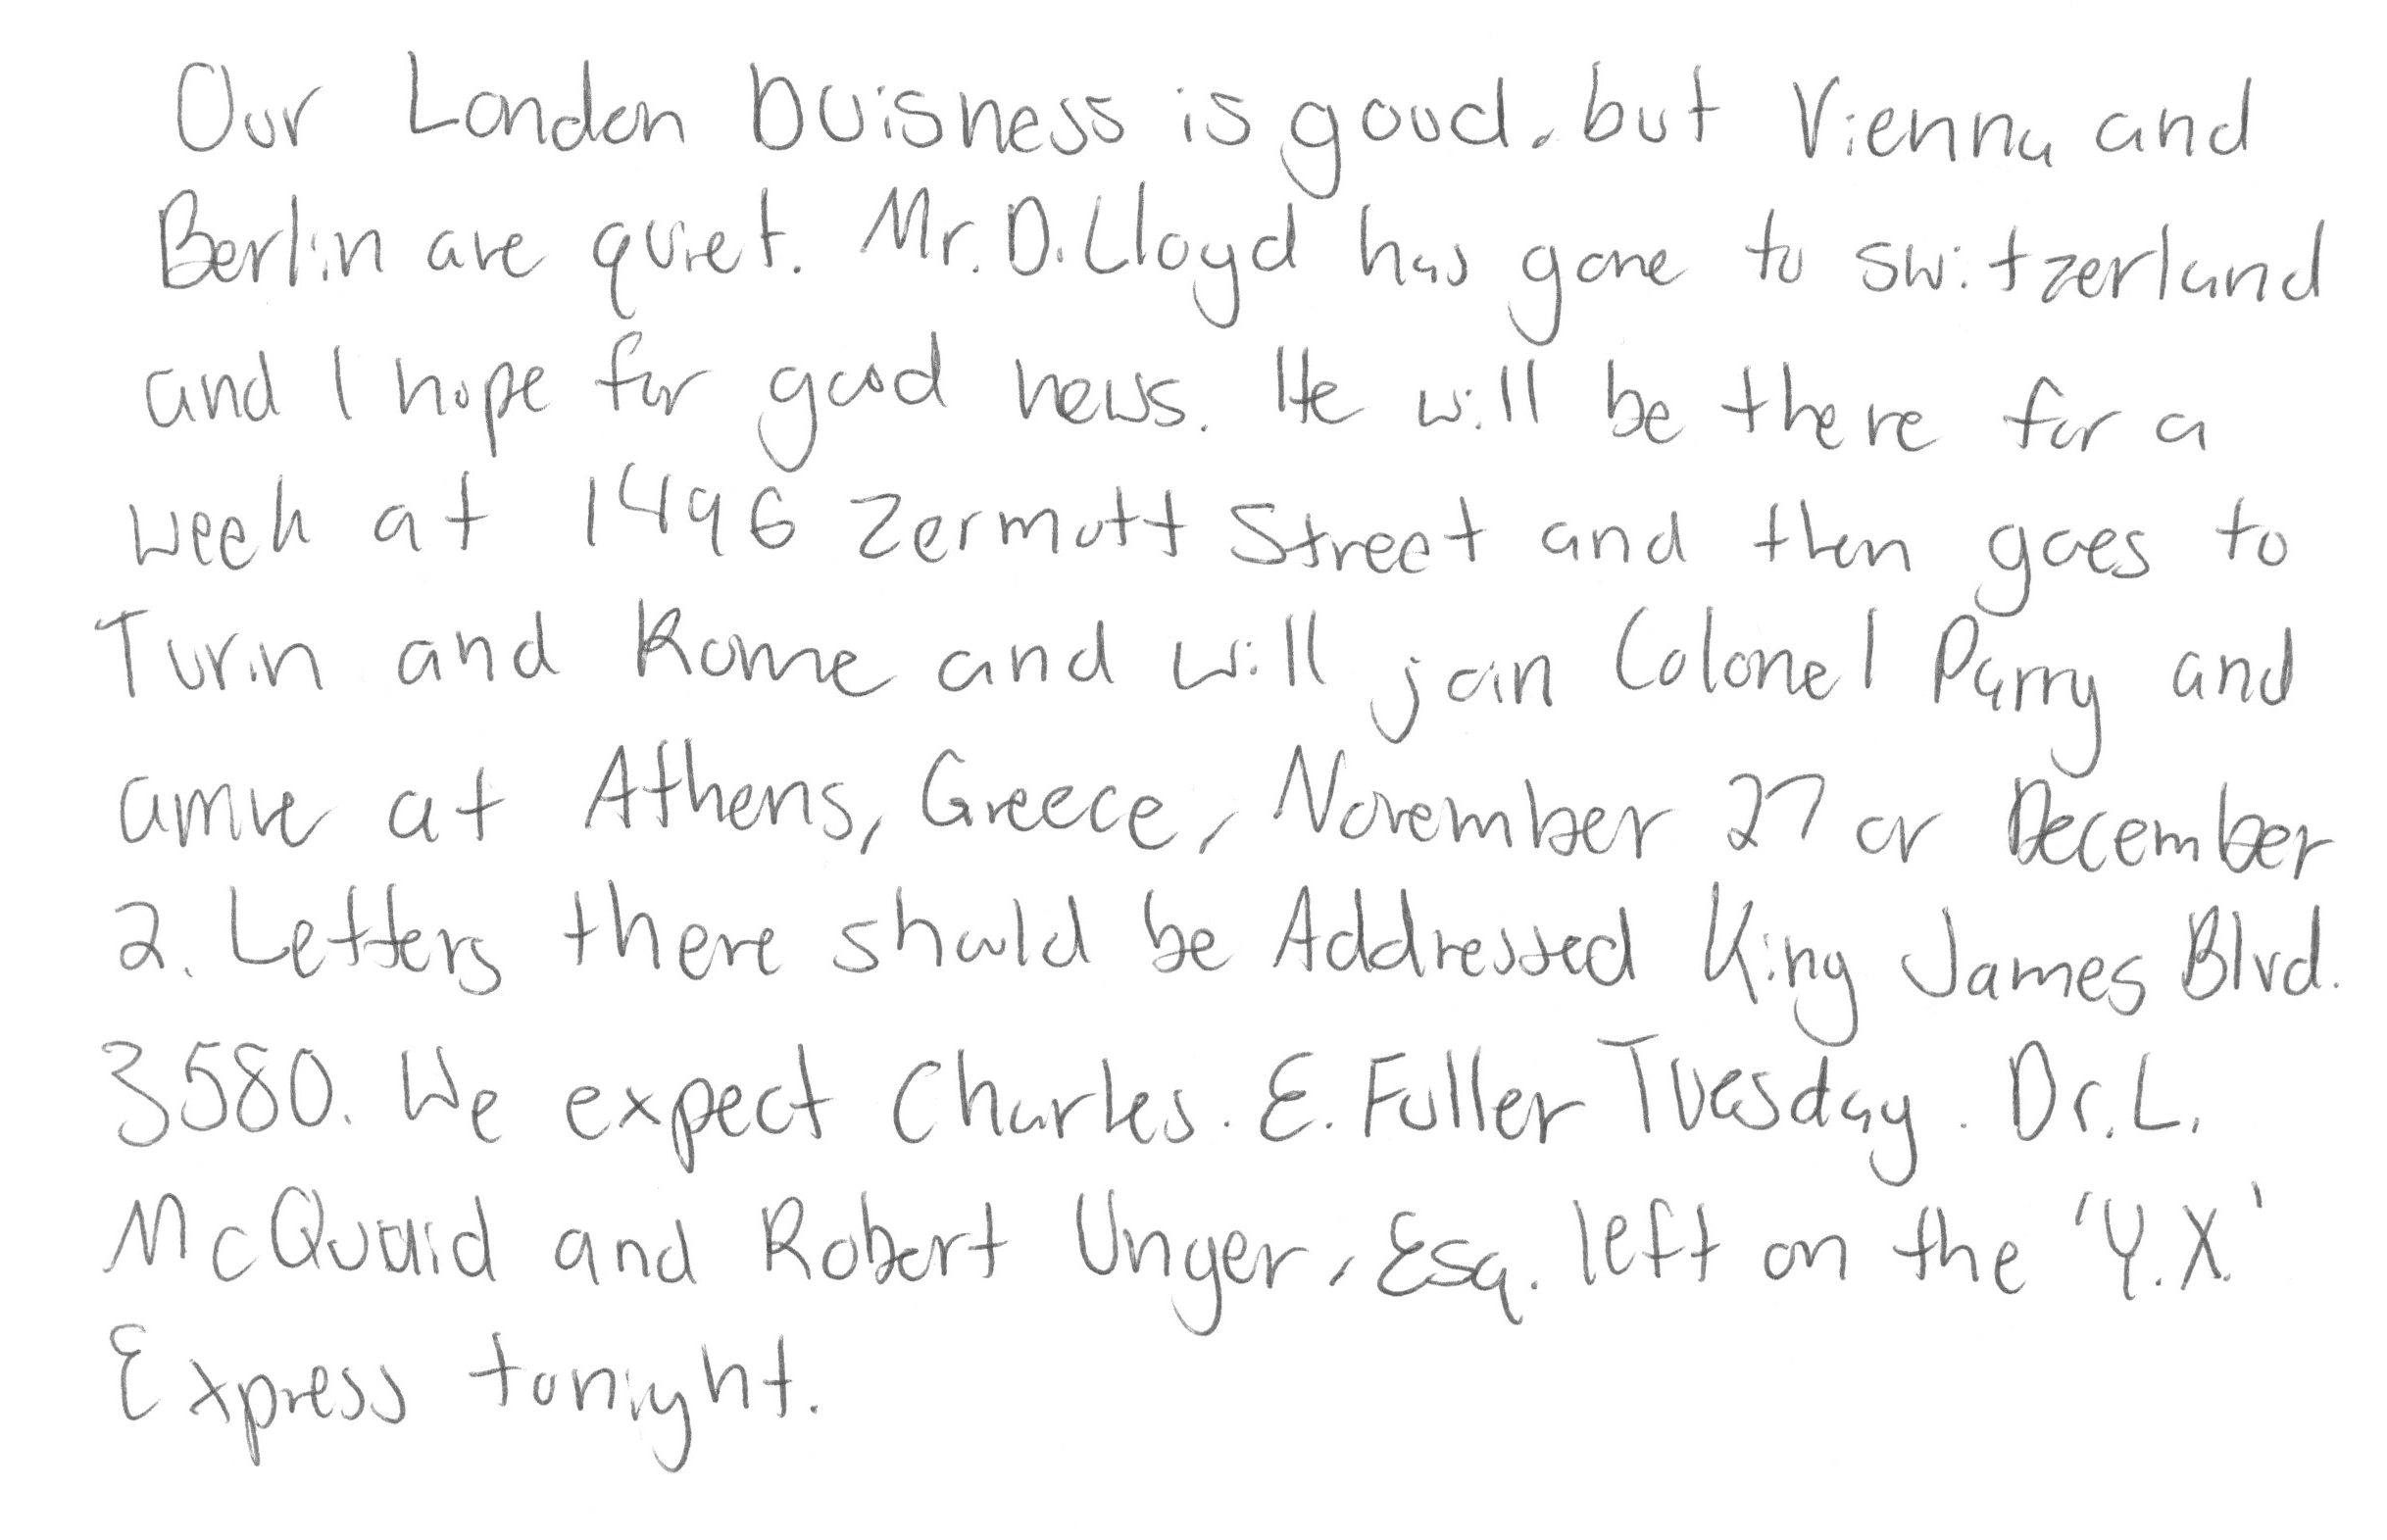 Our London buisness is good, but Vienna and
Berlin are quiet. Mr. D. Lloyd has gone to switzerland
and I hope for good news. He will be there for a
week at 1496 Zermott Street and then goes to
Turin and Rome and will join Colonel Parry and
arrive at Athens, Greece, November 27 or December
2. Letters there should be Addressed King James Blvd.
3580. We expect Charles. E. Fuller Tuesday. Dr. L.
McQuaid and Robert Unger, Esq. left on the 'Y.X.'
Express tonight.